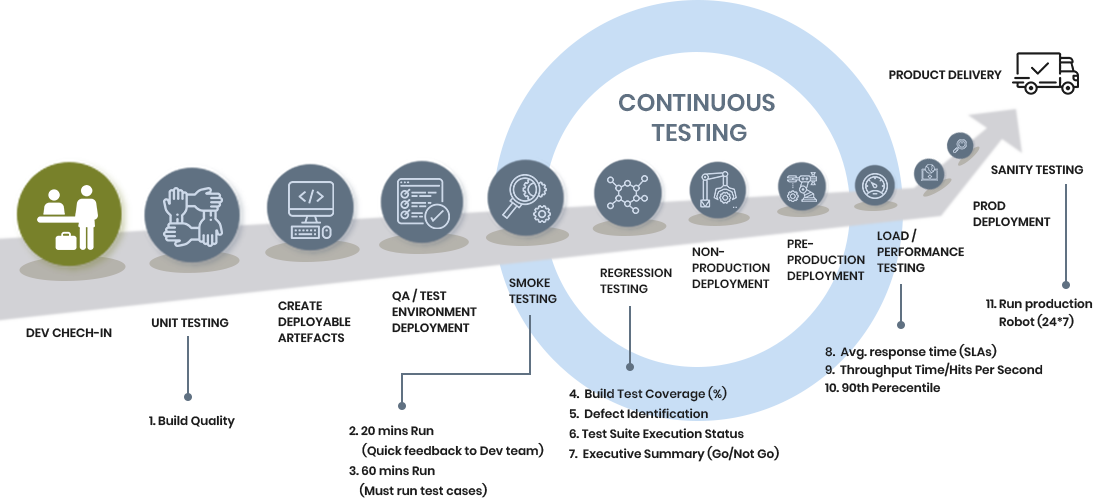 CONTINUOUS
TESTING
PRODUCT DELIVERY
SANITY TESTING
PROD
DEPLOYMENT
DEV CHECH-IN
UNIT TESTING
CREATE
DEPLOYABLE
ARTEFACTS
QA / TEST
ENVIRONMENT
DEPLOYMENT
SMOKE
TESTING
REGRESSION
TESTING
NON-
PRODUCTION
DEPLOYMENT
PRE-
PRODUCTION
DEPLOYMENT
LOAD /
PERFORMANCE
TESTING
1. Build Quality
2. 20 mins Run
(Quick feedback to Dev team)
3. 60 mins Run
(Must run test cases)
4. Build Test Coverage (%)
5. Defect Identification
6. Test Suite Execution Status
7. Executive Summary (Go/Not Go)
8. Avg. response time (SLAs)
9. Throughput Time/Hits Per Second
10. 90th Perecentile
11. Run production
Robot (24*7)